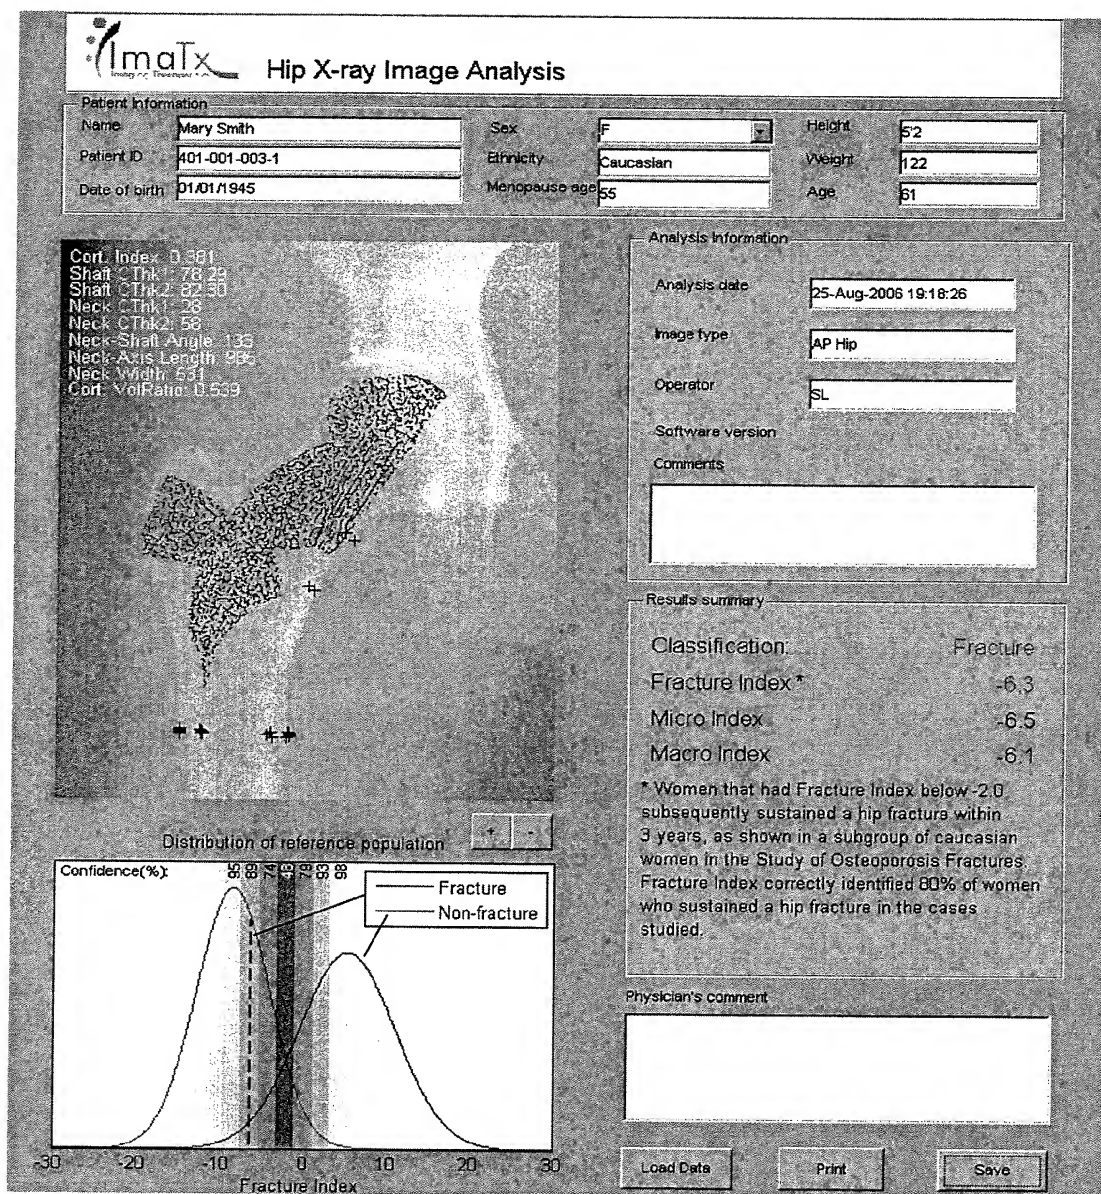 ImaTx
Hip X-ray Image Analysis
Patient Information
Name Mary Smith Sex F Height 5'2
Patient ID 401-001-003-1 Ethnicity Caucasian Weight 122
Date of birth 01/01/1945 Menopause age 55 Age 61
Cort. Index: 0.381
Shaft CThk1: 78.29
Shaft CThk2: 82.30
Neck CThk1: 28
Neck CThk2: 58
Neck-Shaft Angle: 133
Neck-Axis Length:
Neck Width: 531
Cort. VolRatio: 0.539
Analysis Information
Analysis date 25-Aug-2006 19:18:26
Image type AP Hip
Operator SL
Software version
Comments
Results summary
Classification: Fracture
Fracture Index * -6.3
Micro Index -6.5
Macro Index -6.1
* Women that had Fracture Index below -2.0
subsequently sustained a hip fracture within
3 years, as shown in a subgroup of caucasian
women in the Study of Osteoporosis Fractures.
Fracture Index correctly identified 80% of women
who sustained a hip fracture in the cases
studied.
+ -
Distribution of reference population
Confidence(%): 95 89 74 79 93 98
Fracture
Non-fracture
-30 -20 -10 0 10 20 30
Fracture Index
Physician's comment
Load Data Print Save